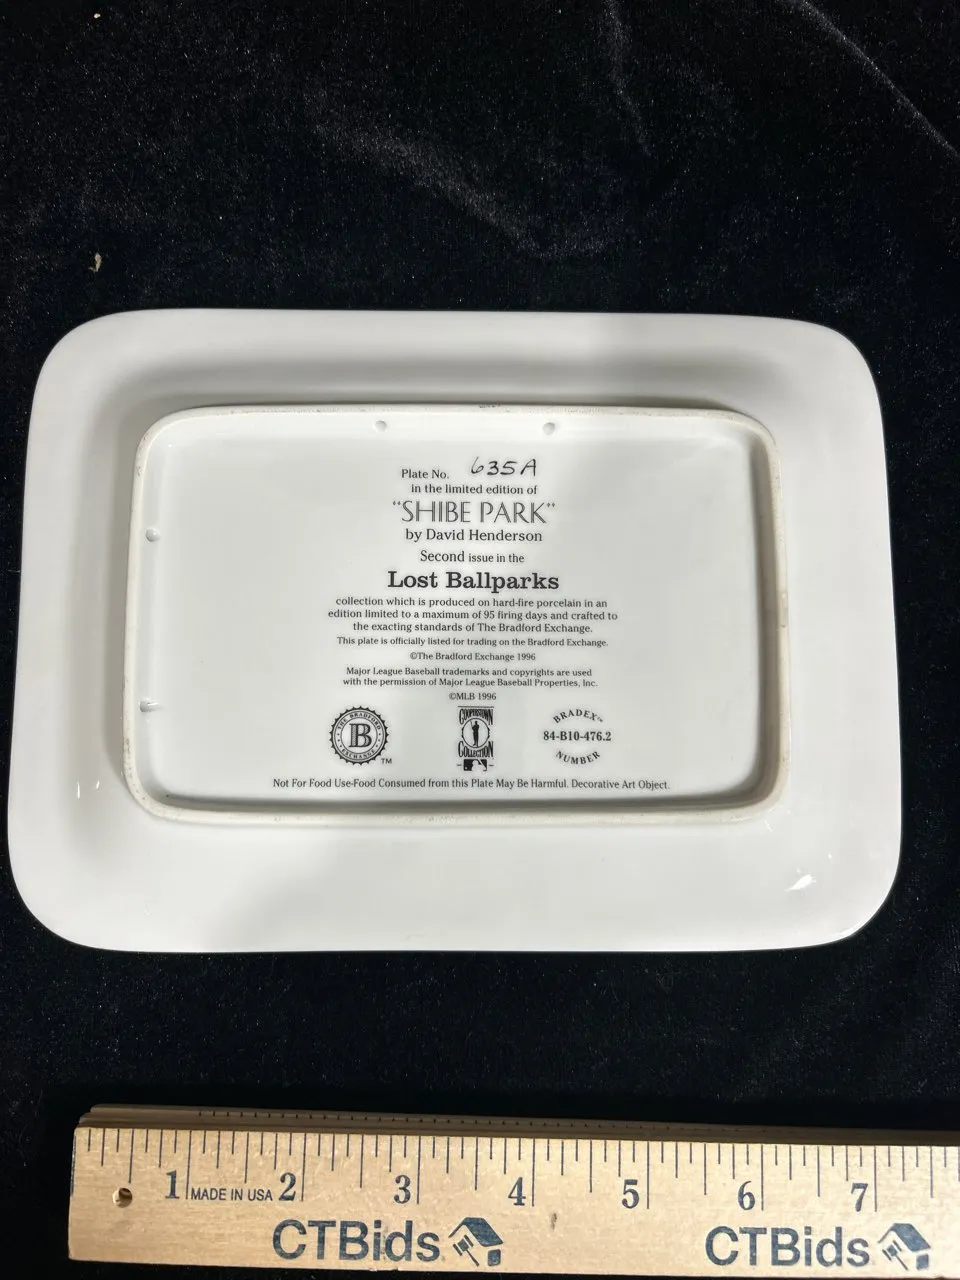 Plate No. 635A
in the limited edition of
"SHIBE PARK"
by David Henderson
Second issue in the
Lost Ballparks
collection which is produced on hard-fire porcelain in an
edition limited to a maximum of 95 firing days and crafted to
the exacting standards of The Bradford Exchange.
This plate is officially listed for trading on the Bradford Exchange.
©The Bradford Exchange 1996
Major League Baseball trademarks and copyrights are used
with the permission of Major League Baseball Properties, Inc.
©MLB 1996
THE BRADFORD
B
EXCHANGE
TM
COOPERSTOWN
COLLECTION
BRADEX™
84-B10-476.2
NUMBER
Not For Food Use-Food Consumed from this Plate May Be Harmful. Decorative Art Object.
1 MADE IN USA 2 3 4 5 6 7
CTBids CTBids